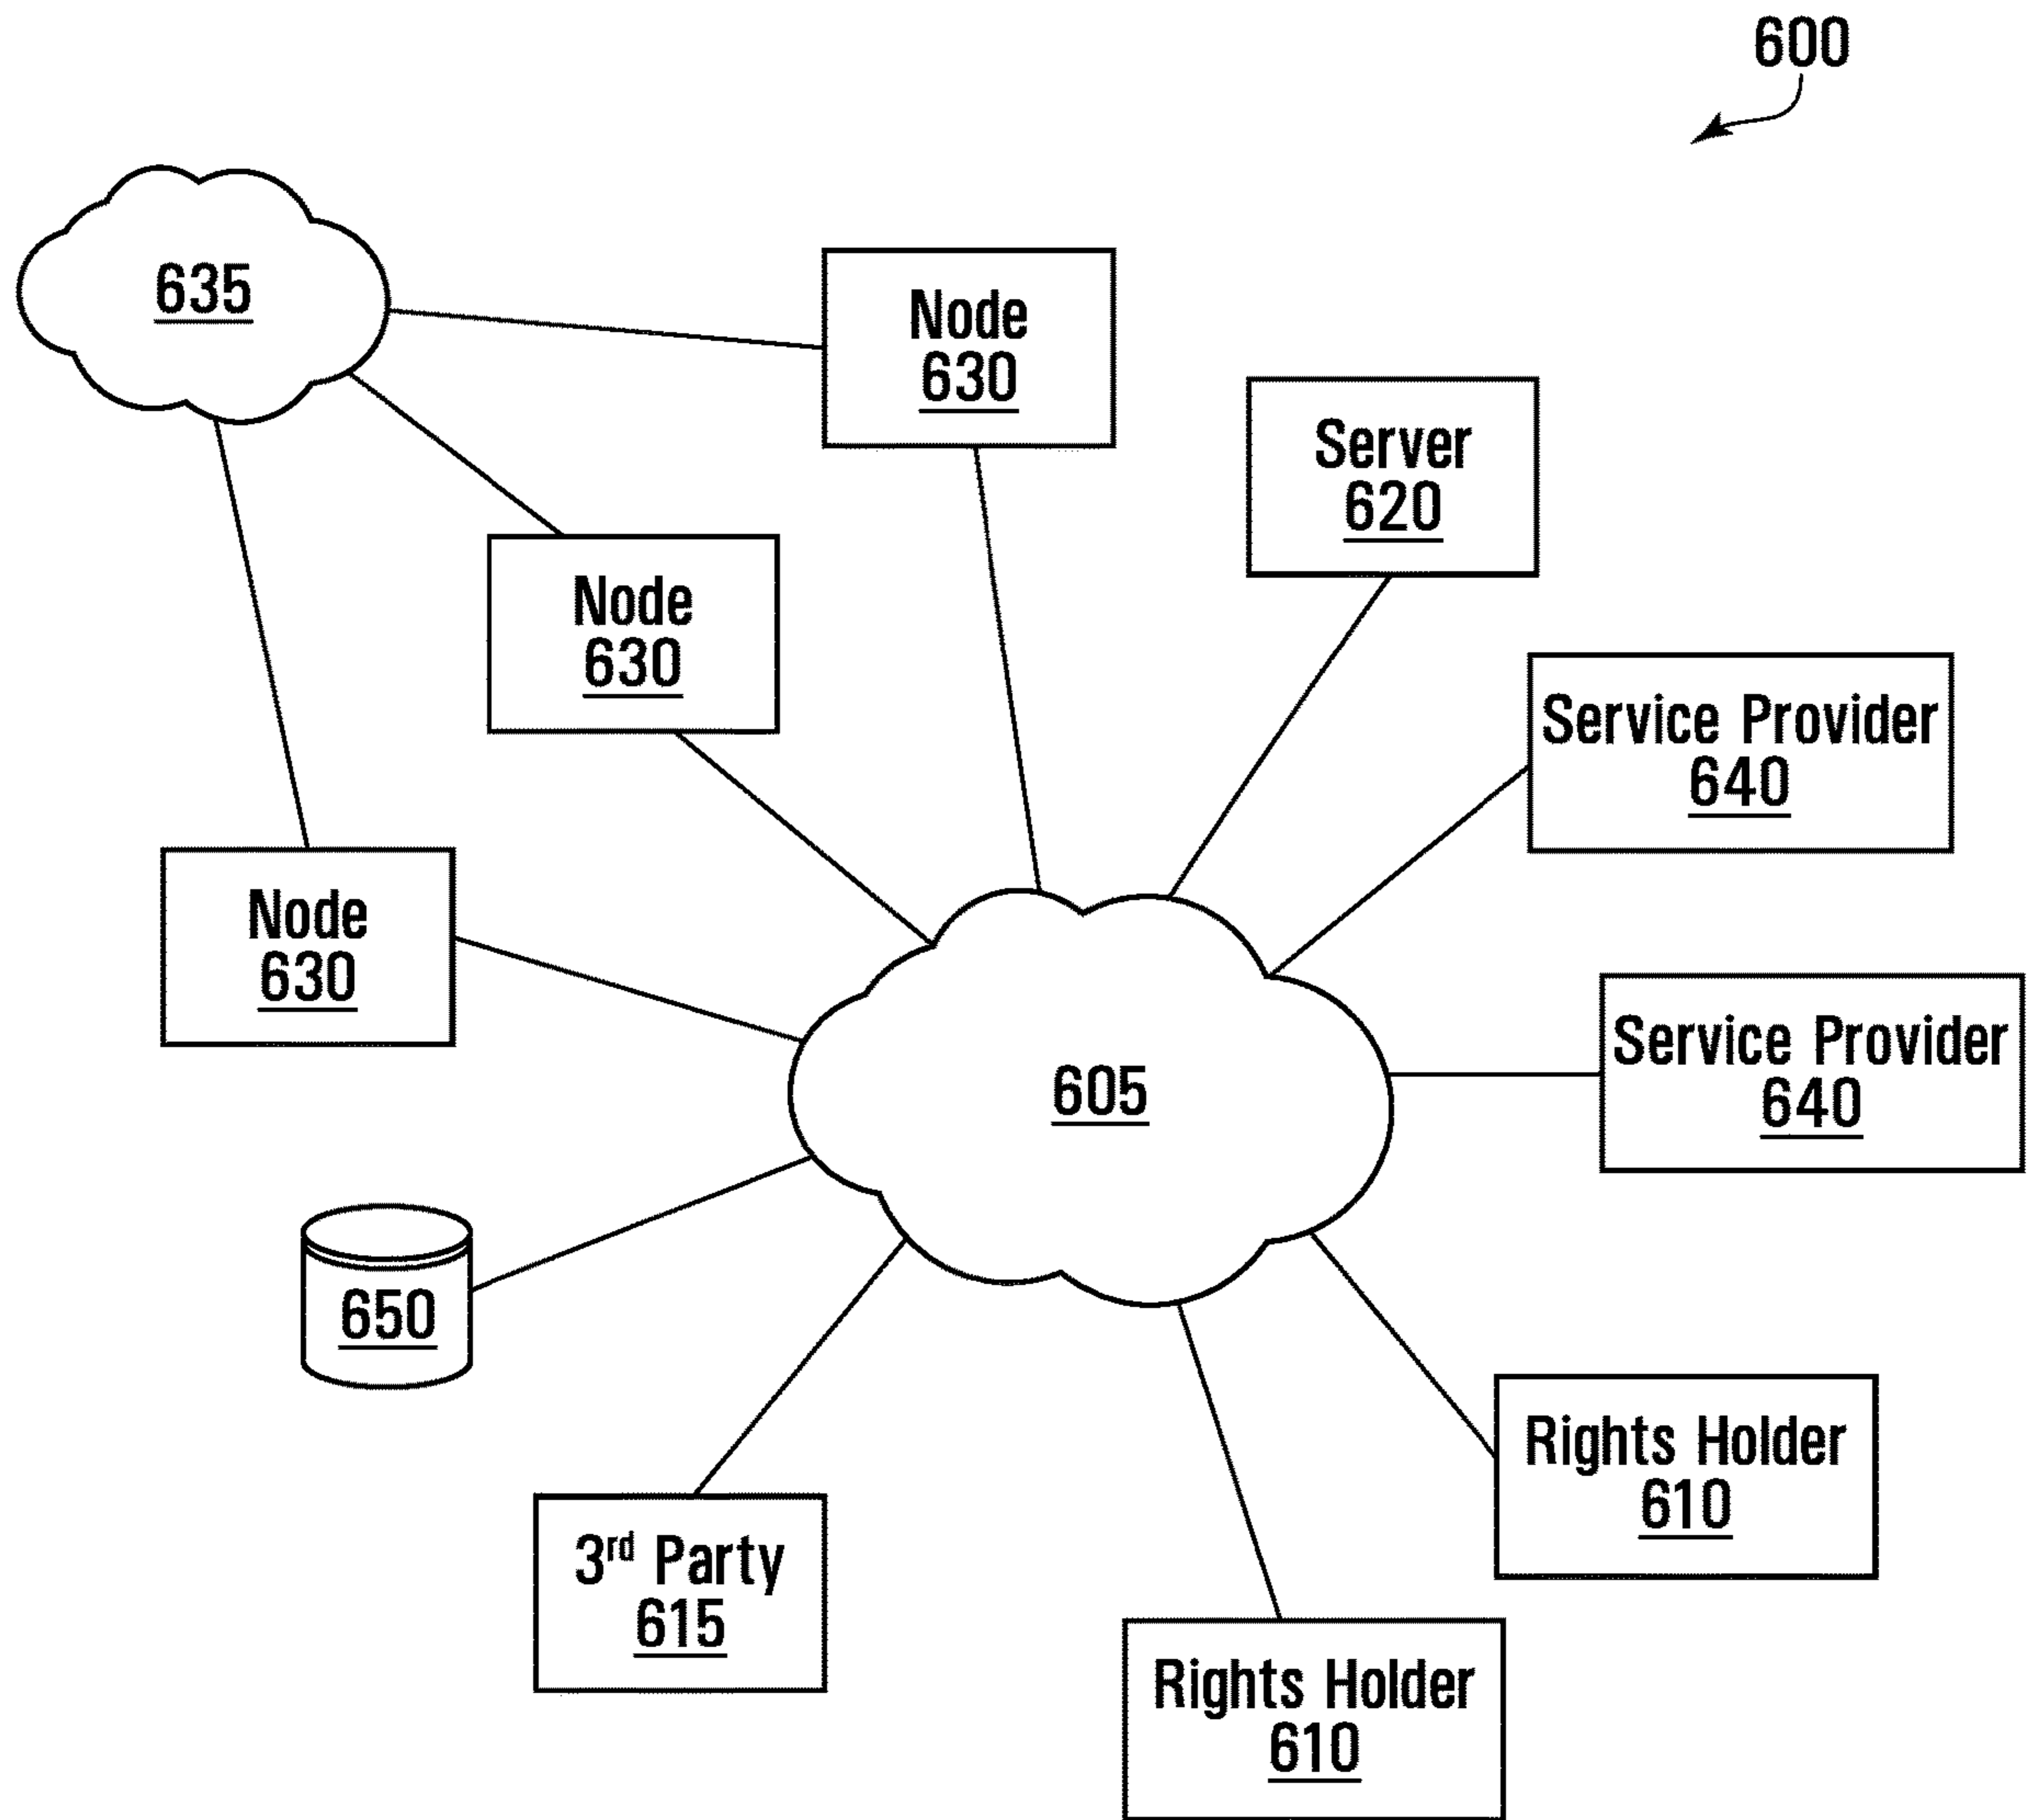 600
635
Node
630
Server
620
Node
630
Service Provider
640
Node
630
Service Provider
640
605
650
Rights Holder
610
3rd Party
615
Rights Holder
610